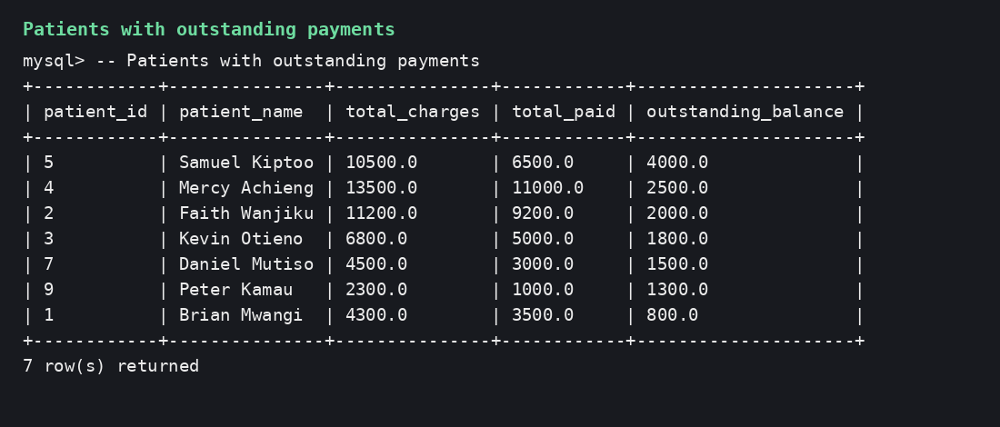 Patients with outstanding payments
mysql> -- Patients with outstanding payments
+------------+---------------+---------------+------------+---------------------+
| patient_id | patient_name  | total_charges | total_paid | outstanding_balance |
+------------+---------------+---------------+------------+---------------------+
| 5          | Samuel Kiptoo | 10500.0       | 6500.0     | 4000.0              |
| 4          | Mercy Achieng | 13500.0       | 11000.0    | 2500.0              |
| 2          | Faith Wanjiku | 11200.0       | 9200.0     | 2000.0              |
| 3          | Kevin Otieno  | 6800.0        | 5000.0     | 1800.0              |
| 7          | Daniel Mutiso | 4500.0        | 3000.0     | 1500.0              |
| 9          | Peter Kamau   | 2300.0        | 1000.0     | 1300.0              |
| 1          | Brian Mwangi  | 4300.0        | 3500.0     | 800.0               |
+------------+---------------+---------------+------------+---------------------+
7 row(s) returned